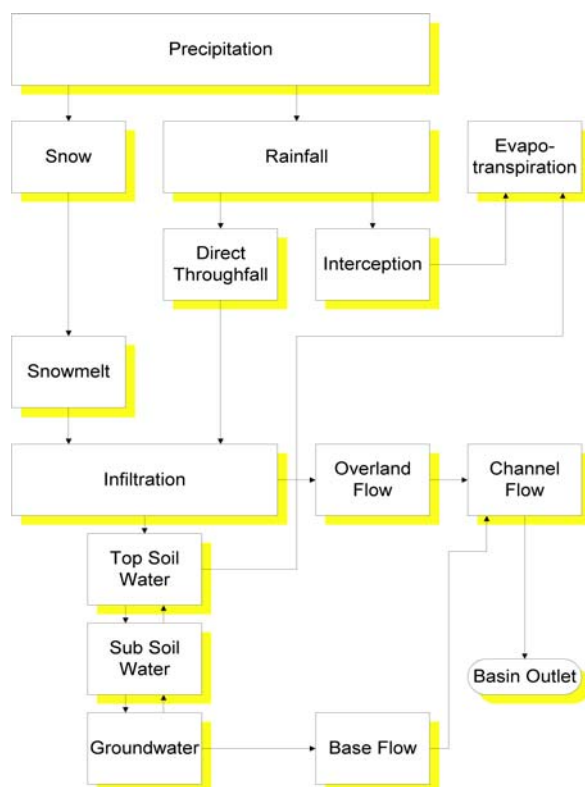 Precipitation
Snow
Rainfall
Evapo-
transpiration
Direct
Throughfall
Interception
Snowmelt
Infiltration
Overland
Flow
Channel
Flow
Top Soil
Water
Sub Soil
Water
Basin Outlet
Groundwater
Base Flow